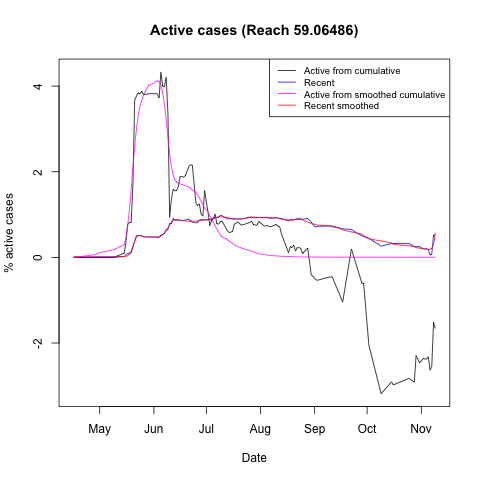 Active cases (Reach 59.06486)
Active from cumulative
Recent
Active from smoothed cumulative
Recent smoothed
% active cases
4
2
0
-2
May Jun Jul Aug Sep Oct Nov
Date